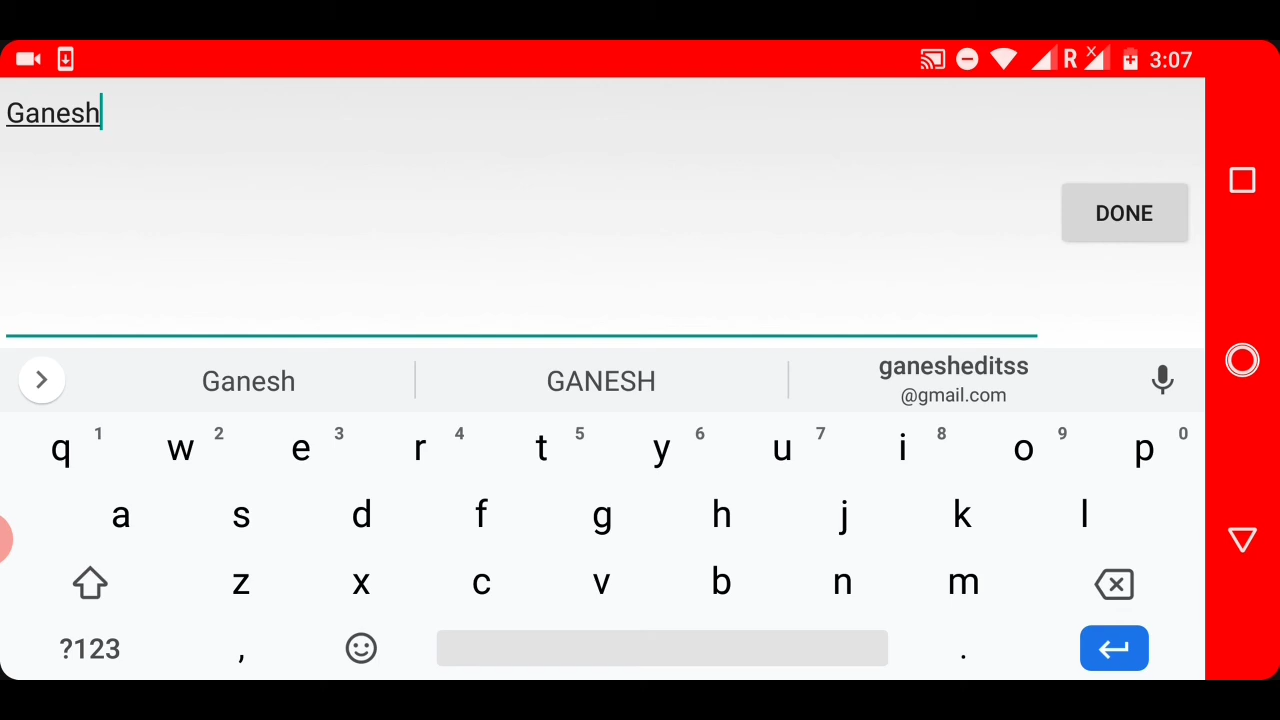 R 3:07
Ganesh
DONE
Ganesh GANESH ganesheditss
@gmail.com
q 1 w 2 e 3 r 4 t 5 y 6 u 7 i 8 o 9 p 0
a s d f g h j k l
z x c v b n m
?123 , .